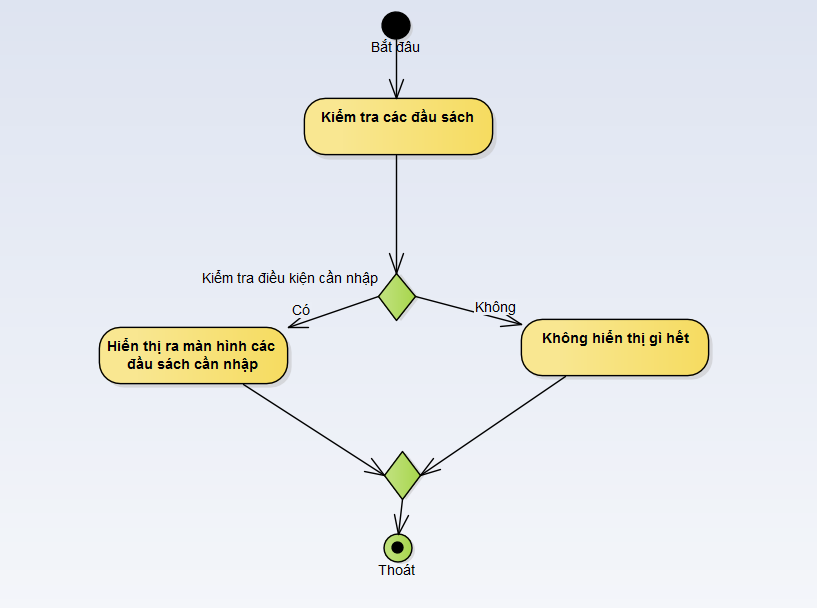 Bắt đâu
Kiểm tra các đầu sách
Kiểm tra điều kiện cần nhập
Có
Không
Hiển thị ra màn hình các
đầu sách cần nhập
Không hiển thị gì hết
Thoát